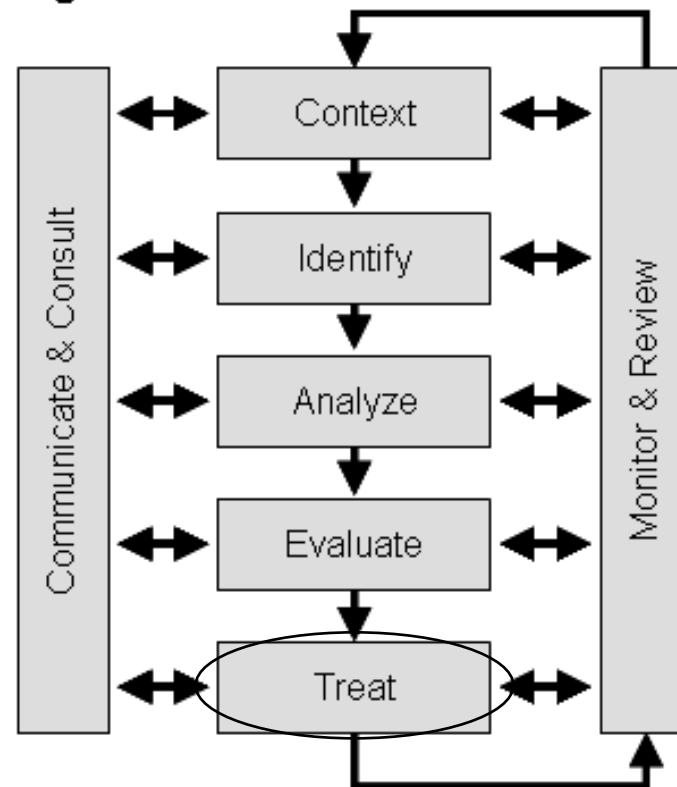 Context
Identify
Analyze
Evaluate
Treat
Communicate & Consult
Monitor & Review